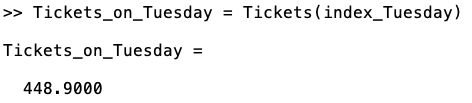 >> Tickets_on_Tuesday = Tickets(index_Tuesday)
Tickets_on_Tuesday =
448.9000